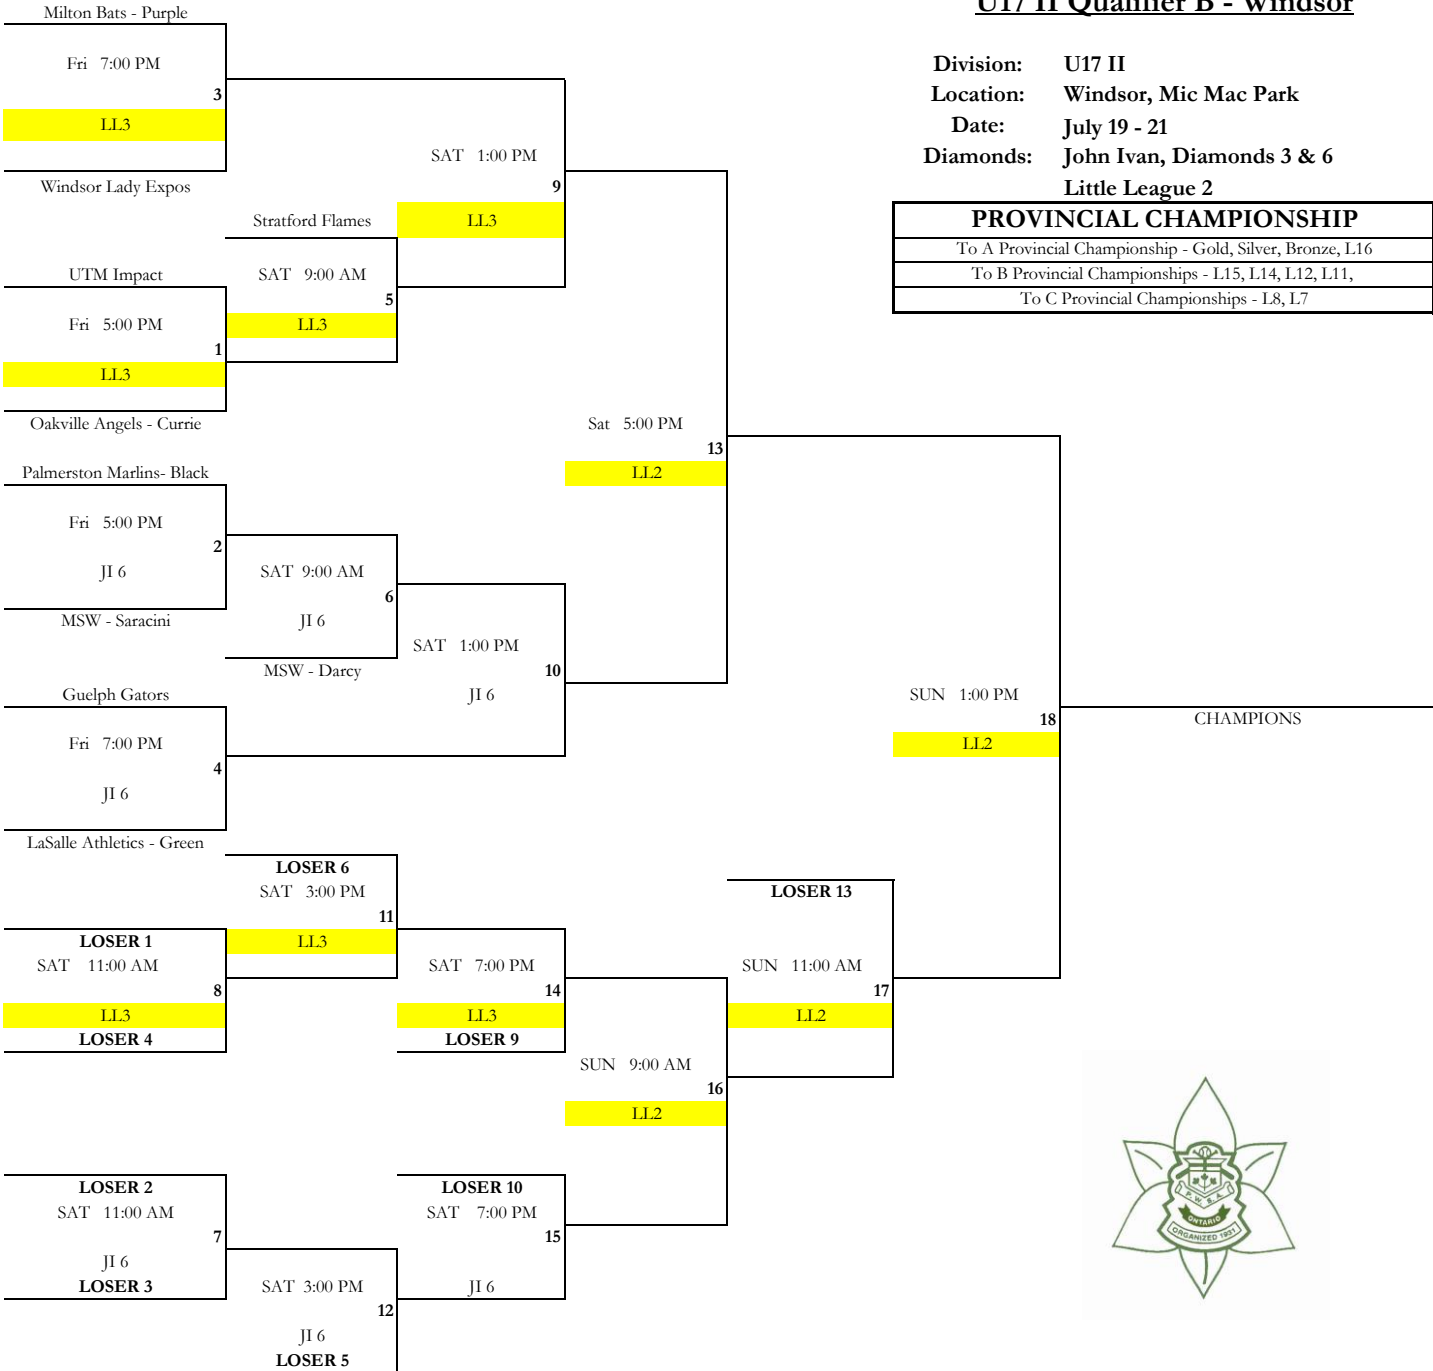 U17 II Qualifier B - Windsor
Division: U17 II
Location: Windsor, Mic Mac Park
Date: July 19 - 21
Diamonds: John Ivan, Diamonds 3 & 6
Little League 2
PROVINCIAL CHAMPIONSHIP
To A Provincial Championship - Gold, Silver, Bronze, L16
To B Provincial Championships - L15, L14, L12, L11,
To C Provincial Championships - L8, L7
Milton Bats - Purple
Fri 7:00 PM
3
LL3
Windsor Lady Expos
UTM Impact
Fri 5:00 PM
1
LL3
Oakville Angels - Currie
Palmerston Marlins- Black
Fri 5:00 PM
2
JI 6
MSW - Saracini
Guelph Gators
Fri 7:00 PM
4
JI 6
LaSalle Athletics - Green
Stratford Flames
SAT 9:00 AM
5
LL3
SAT 9:00 AM
6
JI 6
MSW - Darcy
SAT 1:00 PM
9
LL3
SAT 1:00 PM
10
JI 6
Sat 5:00 PM
13
LL2
SUN 1:00 PM
18
LL2
CHAMPIONS
LOSER 1
SAT 11:00 AM
8
LL3
LOSER 4
LOSER 2
SAT 11:00 AM
7
JI 6
LOSER 3
LOSER 6
SAT 3:00 PM
11
LL3
SAT 3:00 PM
12
JI 6
LOSER 5
SAT 7:00 PM
14
LL3
LOSER 9
LOSER 10
SAT 7:00 PM
15
JI 6
SUN 9:00 AM
16
LL2
LOSER 13
SUN 11:00 AM
17
LL2
P. W. S. A.
ONTARIO
ORGANIZED 1931